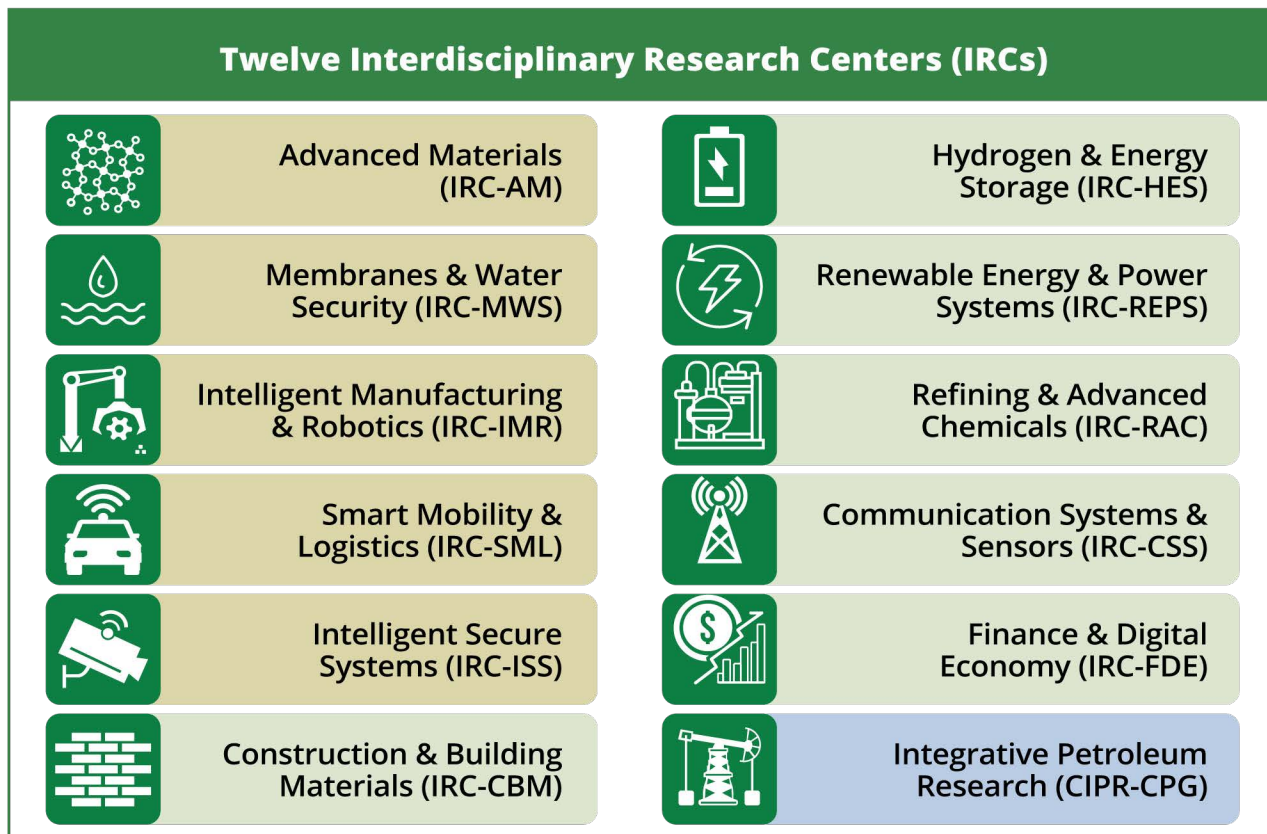 Twelve Interdisciplinary Research Centers (IRCs)
Advanced Materials
(IRC-AM)
Membranes & Water
Security (IRC-MWS)
Intelligent Manufacturing
& Robotics (IRC-IMR)
Smart Mobility &
Logistics (IRC-SML)
Intelligent Secure
Systems (IRC-ISS)
Construction & Building
Materials (IRC-CBM)
Hydrogen & Energy
Storage (IRC-HES)
Renewable Energy & Power
Systems (IRC-REPS)
Refining & Advanced
Chemicals (IRC-RAC)
Communication Systems &
Sensors (IRC-CSS)
$
Finance & Digital
Economy (IRC-FDE)
Integrative Petroleum
Research (CIPR-CPG)